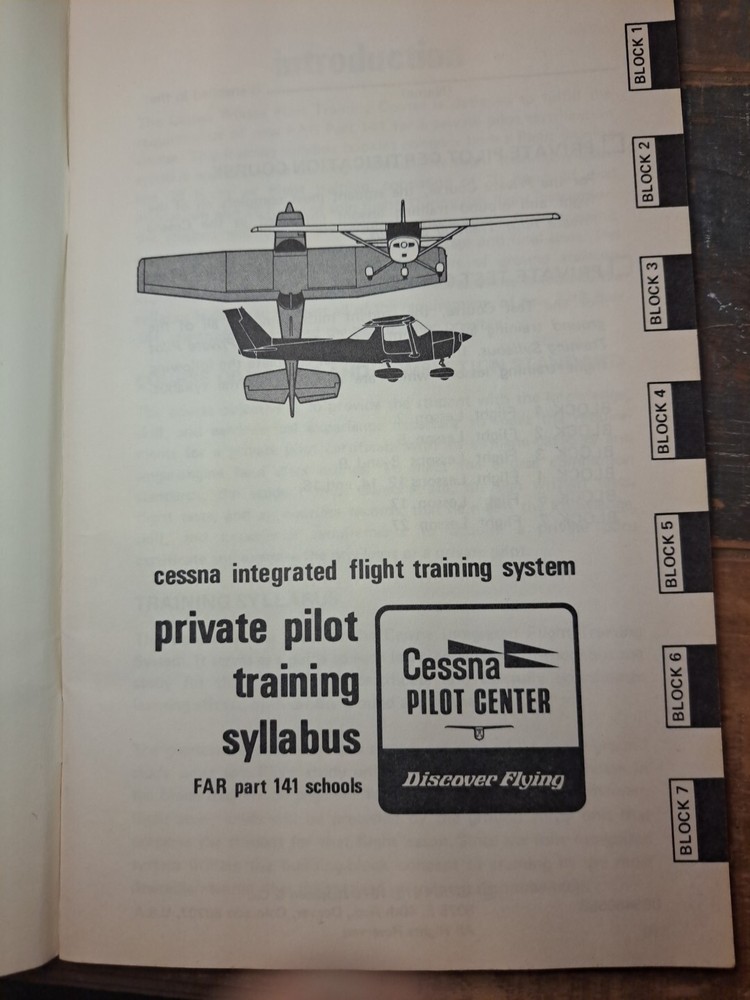 BLOCK 1
BLOCK 2
BLOCK 3
BLOCK 4
BLOCK 5
BLOCK 6
BLOCK 7
cessna integrated flight training system
private pilot
training
syllabus
FAR part 141 schools
Cessna
PILOT CENTER
Discover Flying